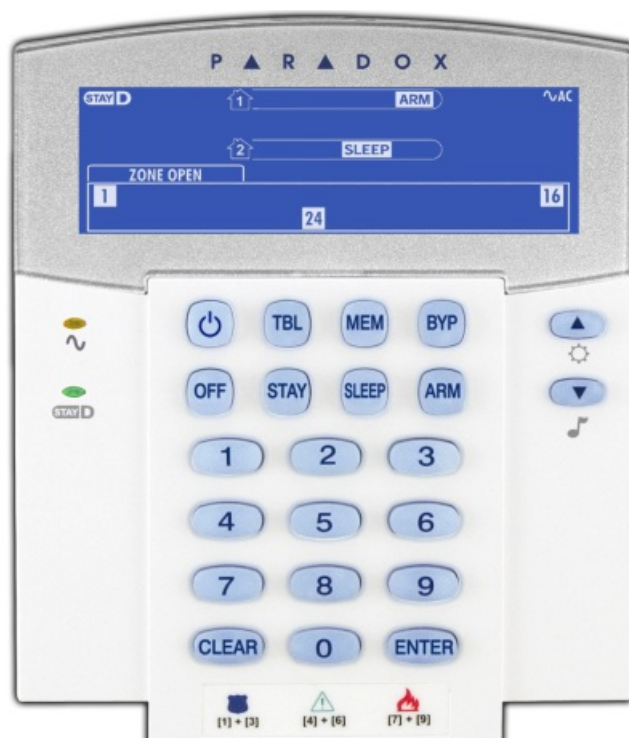 PARADOX
STAY D 1 ARM AC
2 SLEEP
ZONE OPEN
1 16
24
TBL MEM BYP
OFF STAY SLEEP ARM
1 2 3
4 5 6
7 8 9
CLEAR 0 ENTER
STAY D
[1] + [3] [4] + [6] [7] + [9]